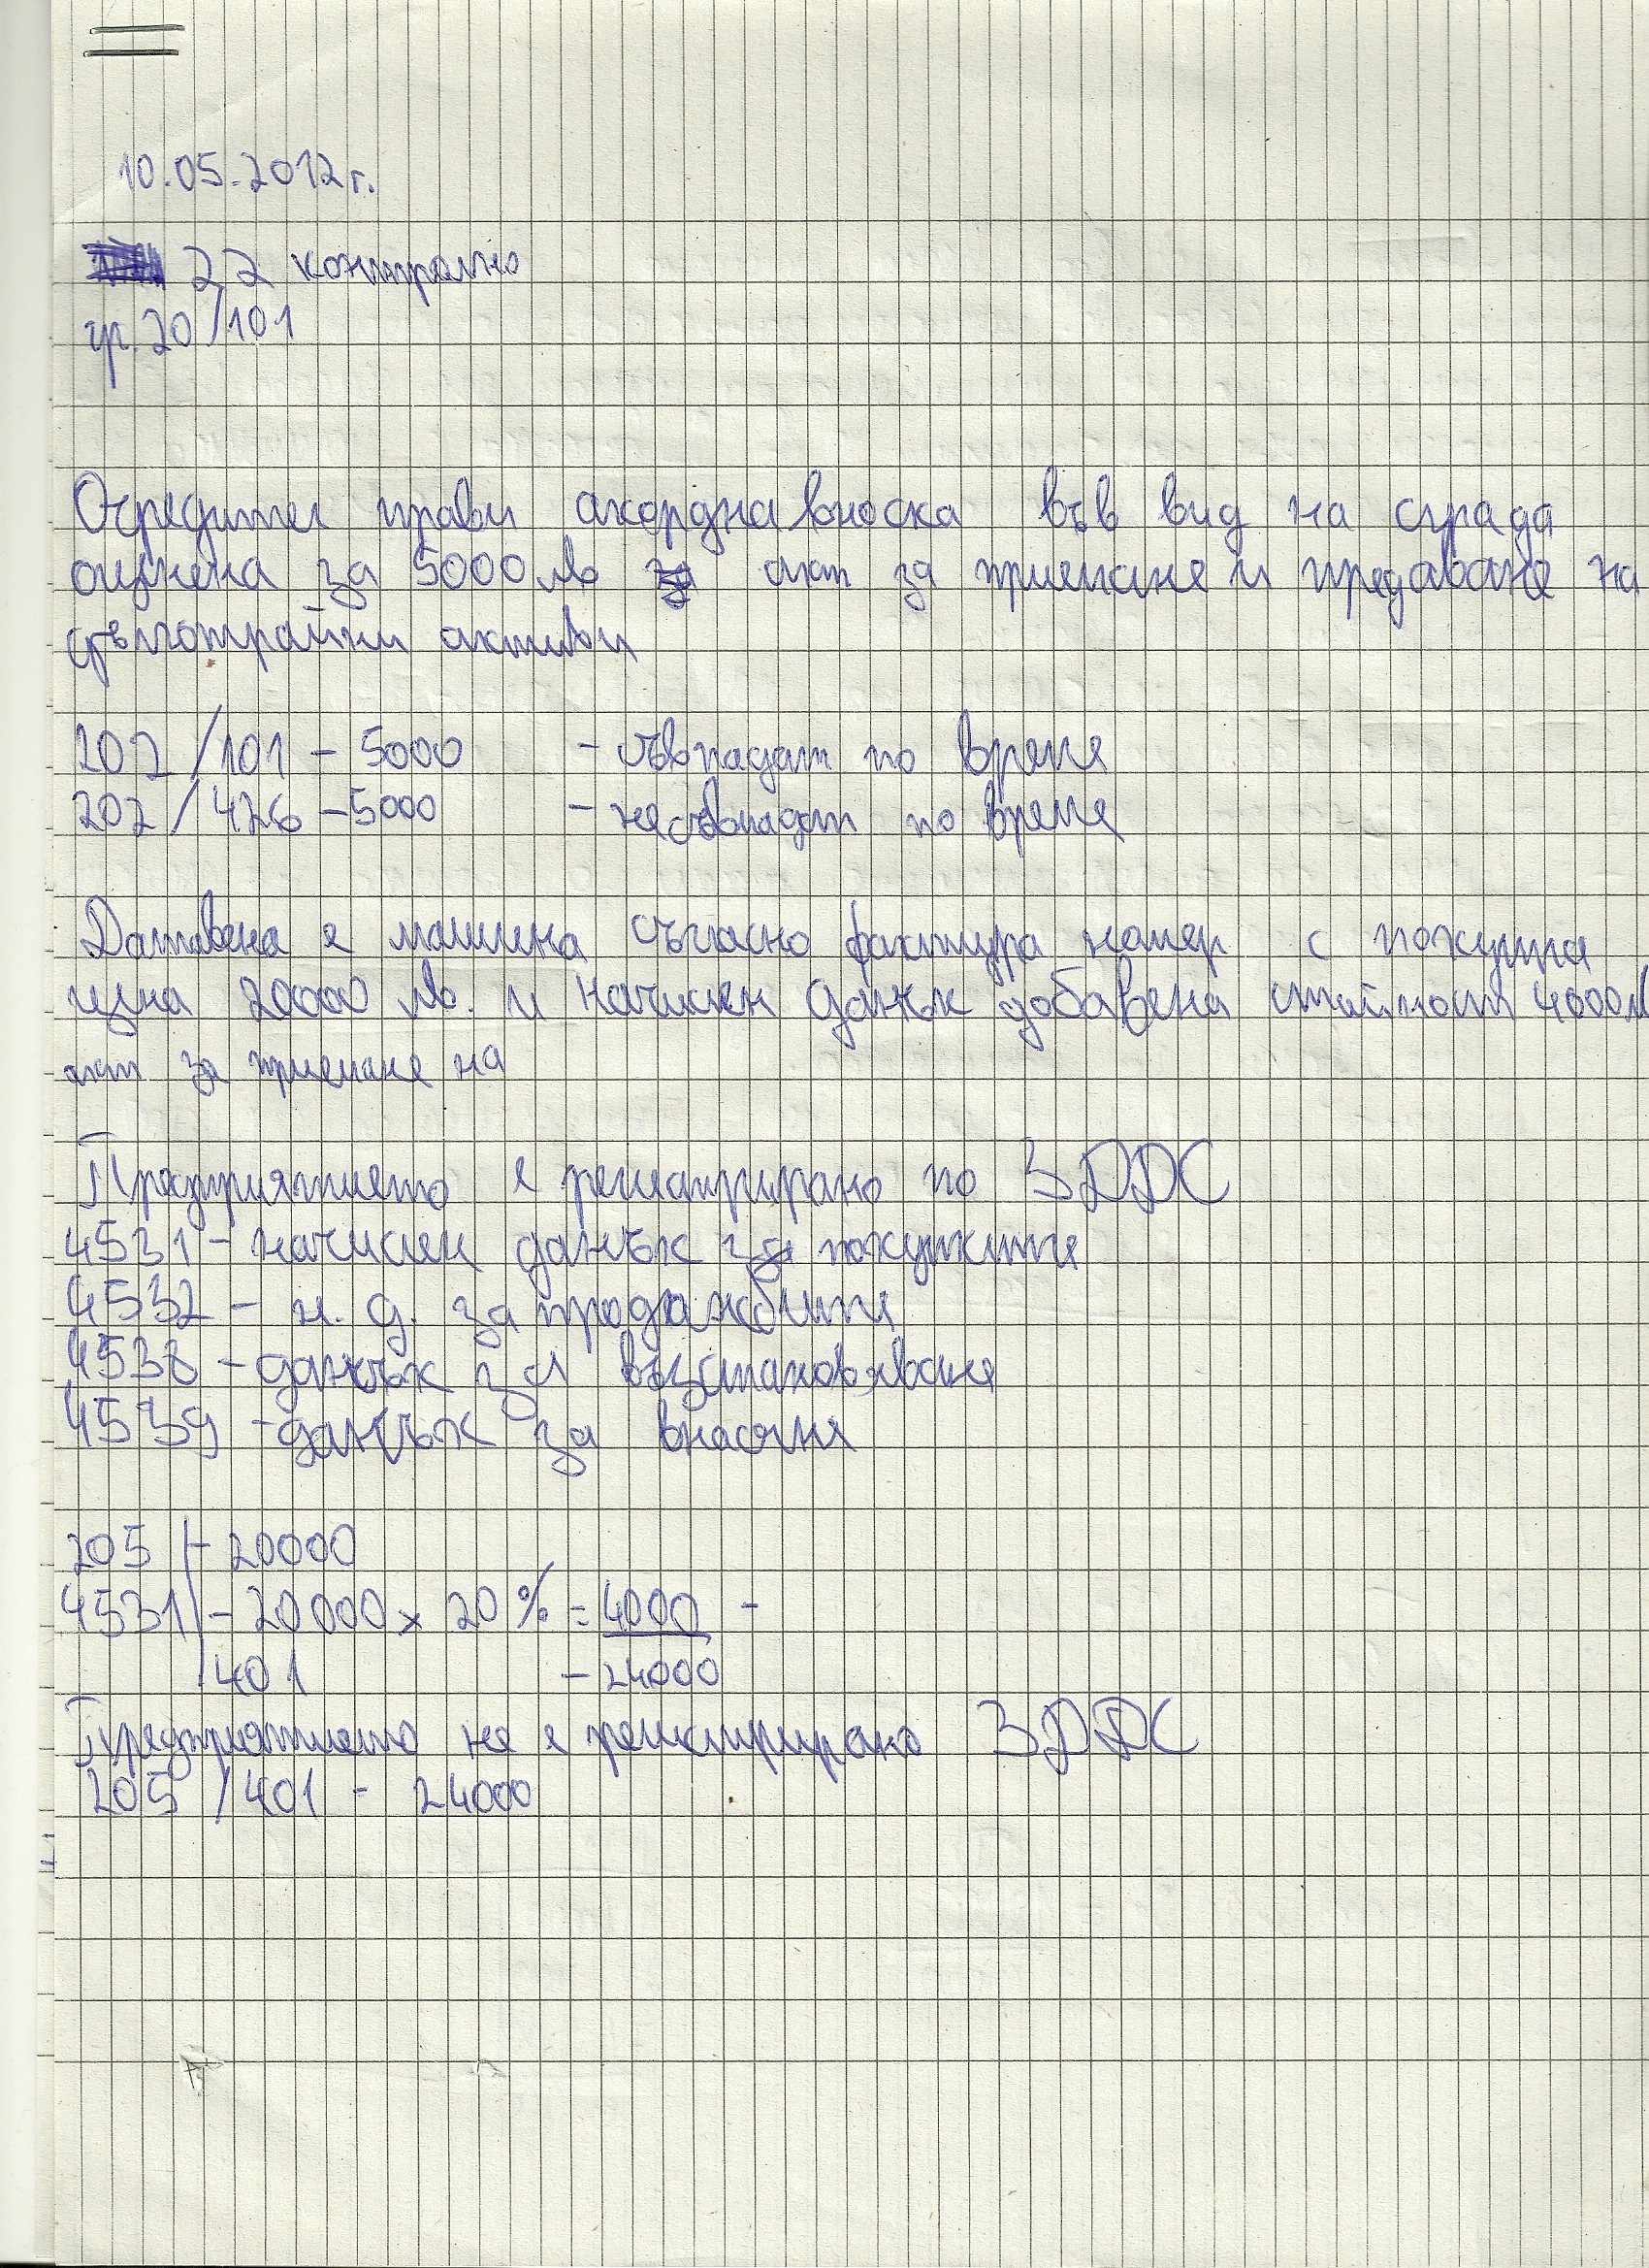 10.05.2012г.
22 контролно
гр.20/101
Учредител прави апортна вноска във вид на сграда
оценена за 5000 лв акт за приемане и предаване на
дълготрайни активи
202/101 - 5000 - съвпадат по време
202/426 - 5000 - несъвпадат по време
Доставена е машина съгласно фактура номер с покупна
цена 20000 лв. и начислен данък добавена стойност 4000лв
акт за приемане на
Предприятието е регистрирано по ЗДДС
4531 - начислен данък за покупките
4532 - н. д. за продажбите
4538 - данък за възстановяване
4539 - данък за внасяне
205 - 20000
4531 - 20000 x 20% = 4000 -
401 - 24000
Предприятието не е регистрирано ЗДДС
205 / 401 - 24000